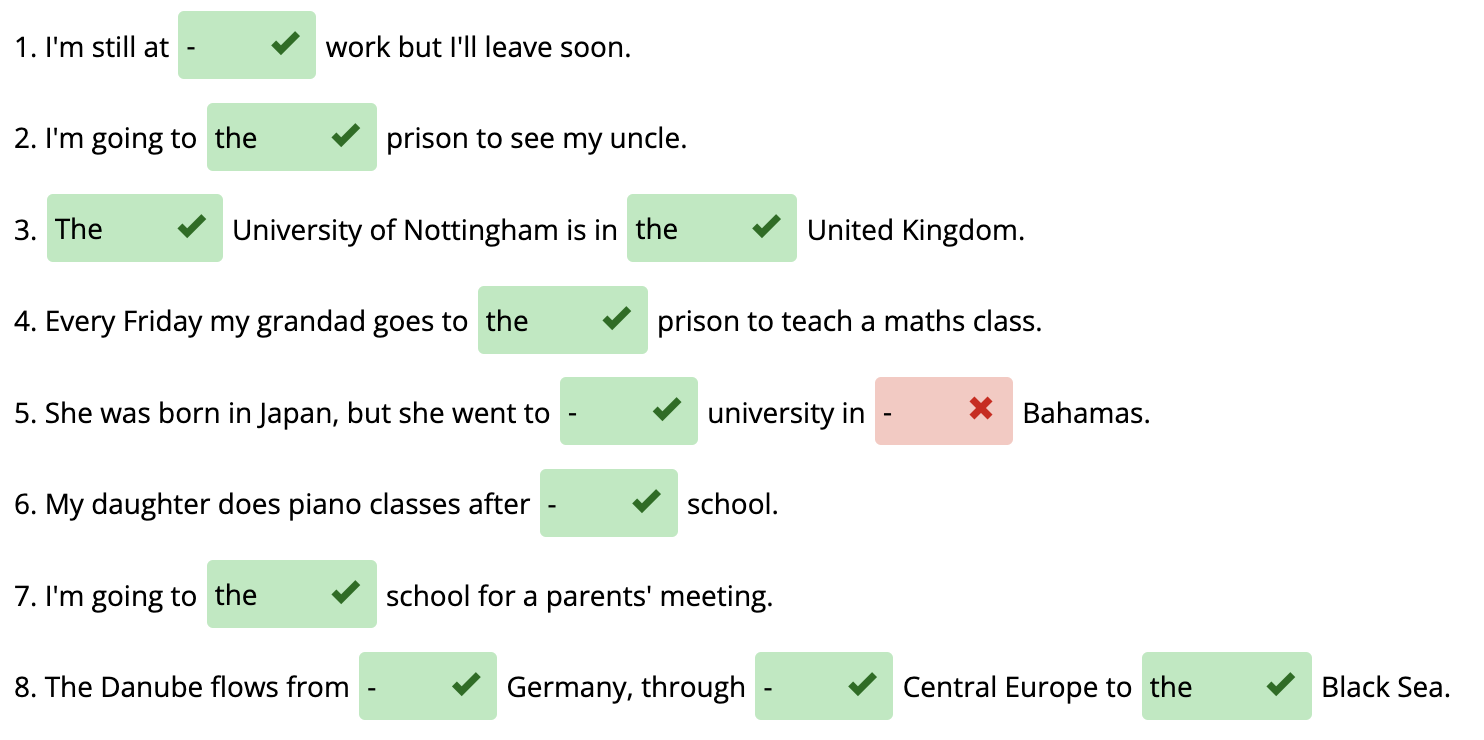 1. I'm still at - ✔ work but I'll leave soon.
2. I'm going to the ✔ prison to see my uncle.
3. The ✔ University of Nottingham is in the ✔ United Kingdom.
4. Every Friday my grandad goes to the ✔ prison to teach a maths class.
5. She was born in Japan, but she went to - ✔ university in - ✖ Bahamas.
6. My daughter does piano classes after - ✔ school.
7. I'm going to the ✔ school for a parents' meeting.
8. The Danube flows from - ✔ Germany, through - ✔ Central Europe to the ✔ Black Sea.